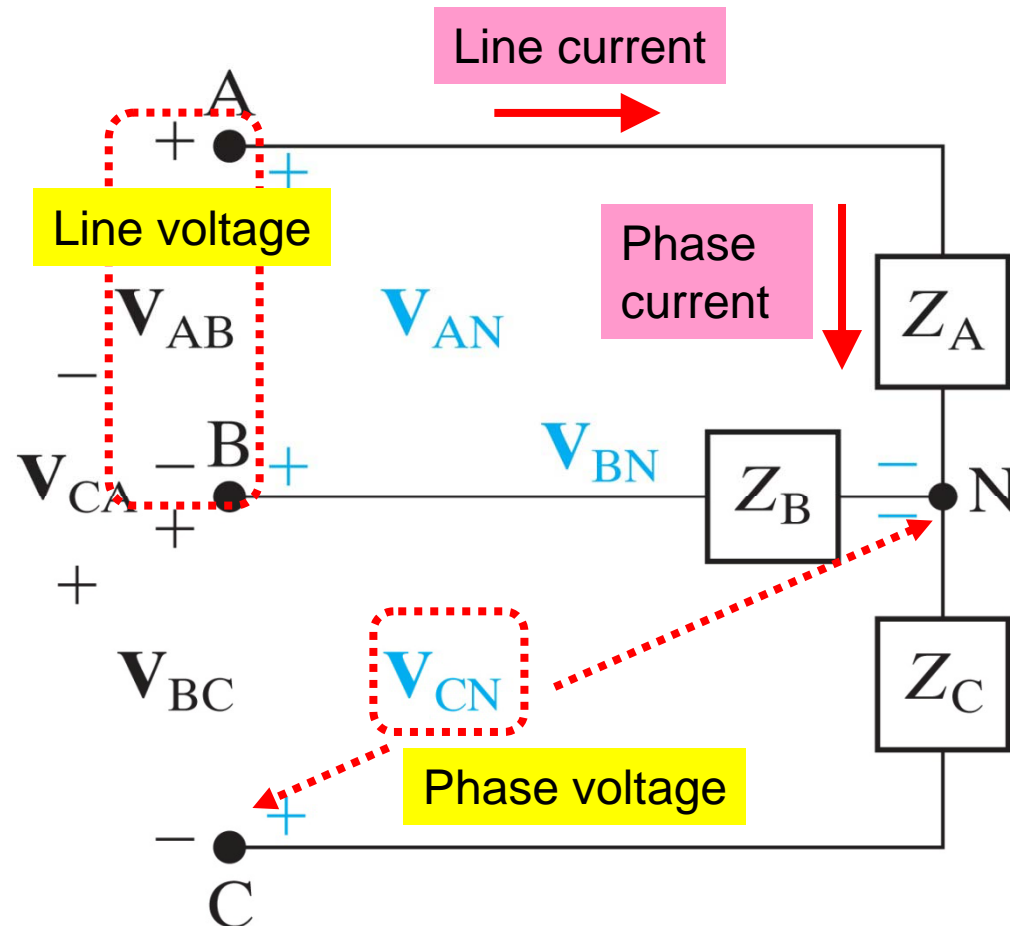 Line current
A
+
+
Line voltage
Phase
current
V_AB
V_AN
Z_A
−
B
V_BN
−
+
−
V_CA
Z_B
N
−
+
+
V_BC
V_CN
Z_C
Phase voltage
−
+
C